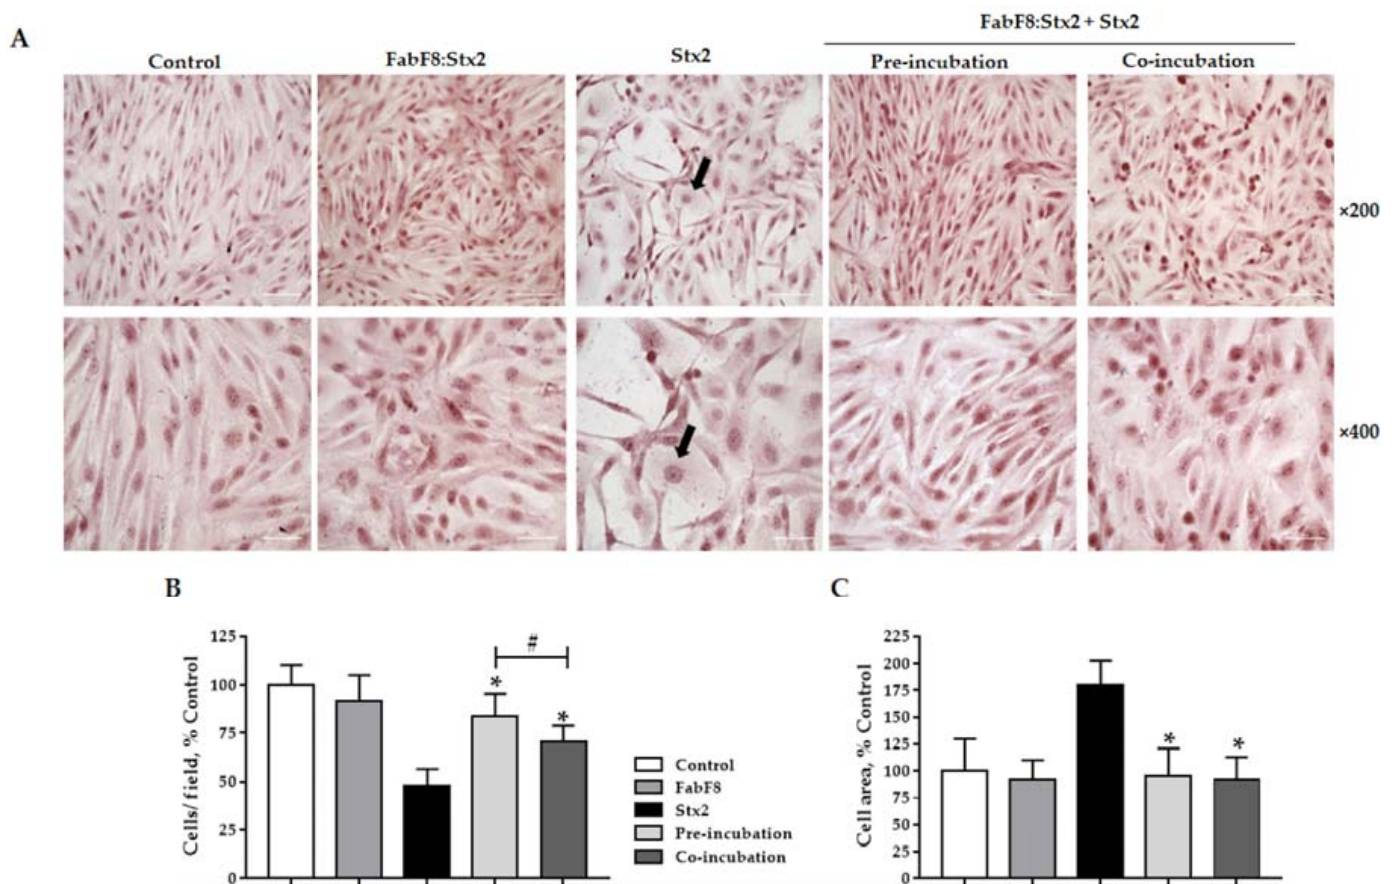 A
FabF8:Stx2 + Stx2
Control FabF8:Stx2 Stx2 Pre-incubation Co-incubation
×200
×400
B
Cells/ field, % Control
125
100
75
50
25
0
#
*
*
Control
FabF8
Stx2
Pre-incubation
Co-incubation
C
Cell area, % Control
225
200
175
150
125
100
75
50
25
0
*
*